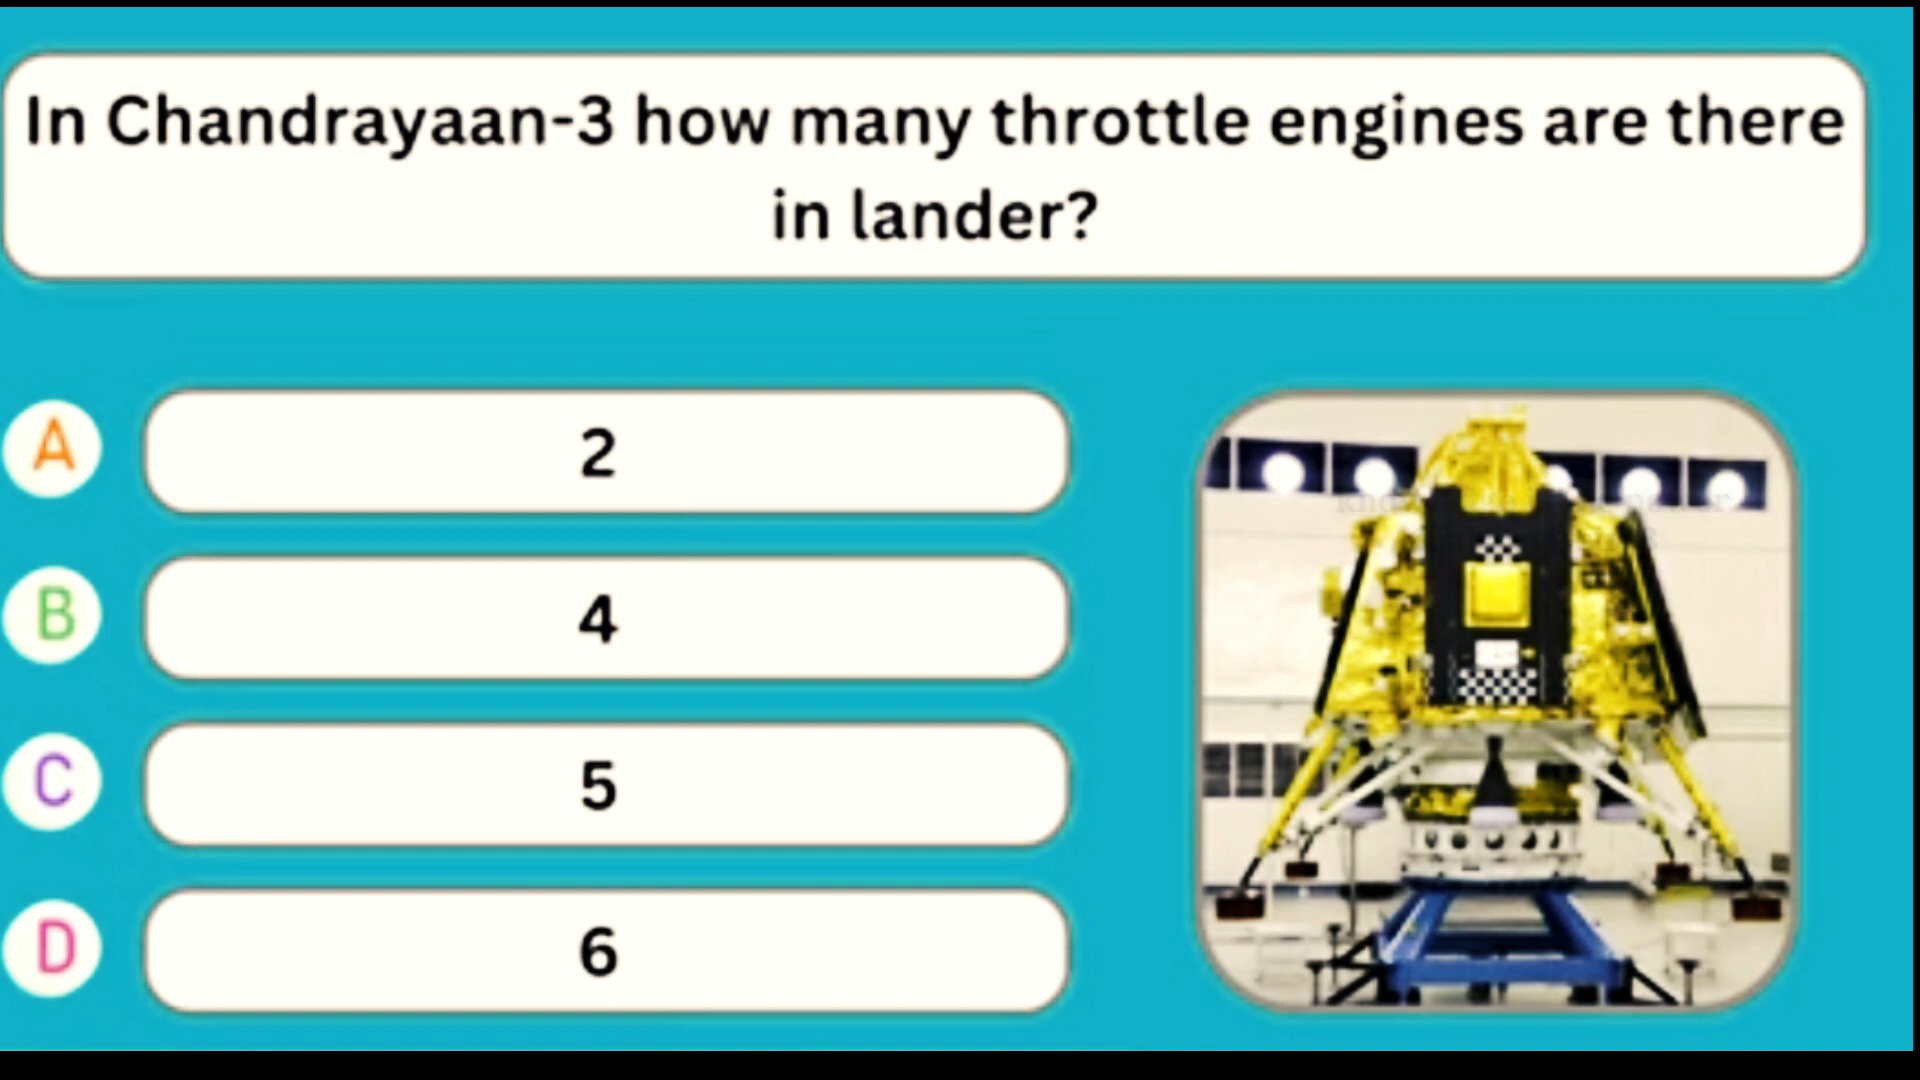 In Chandrayaan-3 how many throttle engines are there
in lander?
A
2
B
4
C
5
D
6